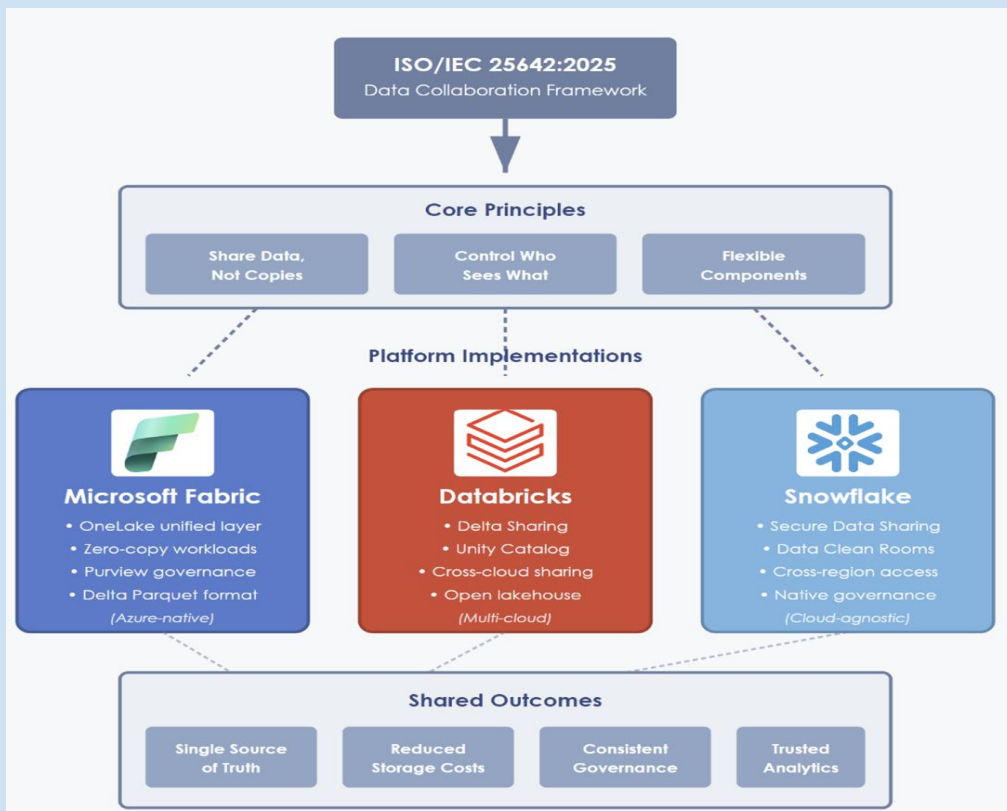 ISO/IEC 25642:2025
Data Collaboration Framework
Core Principles
Share Data,
Not Copies
Control Who
Sees What
Flexible
Components
Platform Implementations
Microsoft Fabric
• OneLake unified layer
• Zero-copy workloads
• Purview governance
• Delta Parquet format
(Azure-native)
Databricks
• Delta Sharing
• Unity Catalog
• Cross-cloud sharing
• Open lakehouse
(Multi-cloud)
Snowflake
• Secure Data Sharing
• Data Clean Rooms
• Cross-region access
• Native governance
(Cloud-agnostic)
Shared Outcomes
Single Source
of Truth
Reduced
Storage Costs
Consistent
Governance
Trusted
Analytics